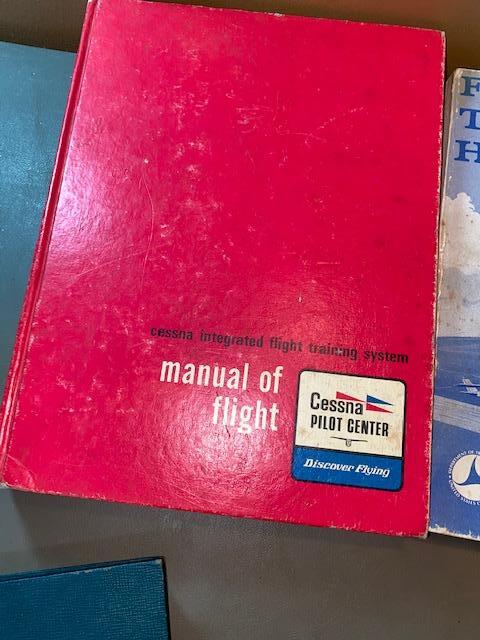 cessna integrated flight training system
manual of
flight
Cessna
PILOT CENTER
Discover Flying
F
T
H